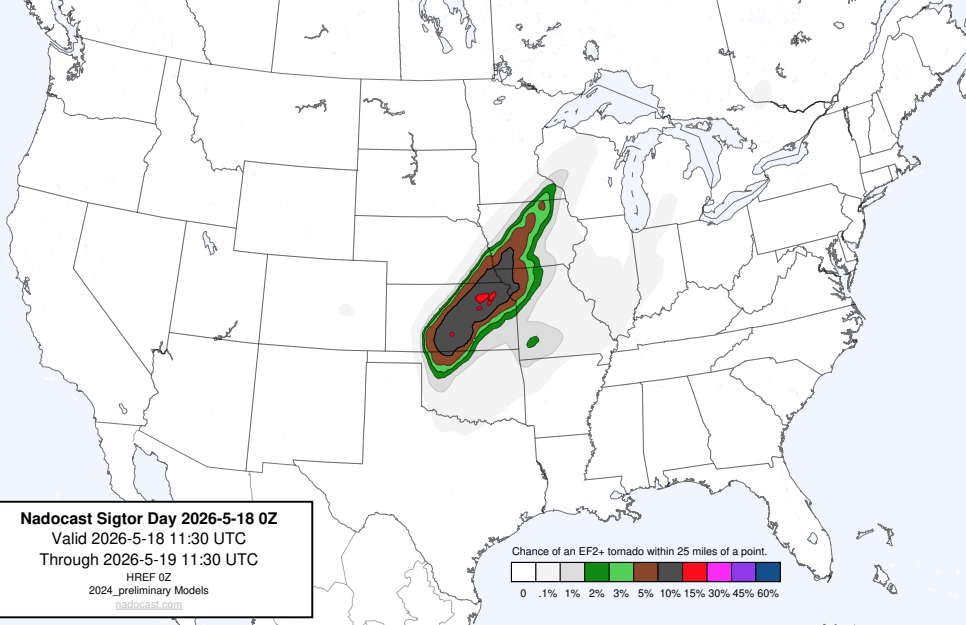 Nadocast Sigtor Day 2026-5-18 0Z
Valid 2026-5-18 11:30 UTC
Through 2026-5-19 11:30 UTC
HREF 0Z
2024_preliminary Models
nadocast.com
Chance of an EF2+ tornado within 25 miles of a point.
0 .1% 1% 2% 3% 5% 10% 15% 30% 45% 60%